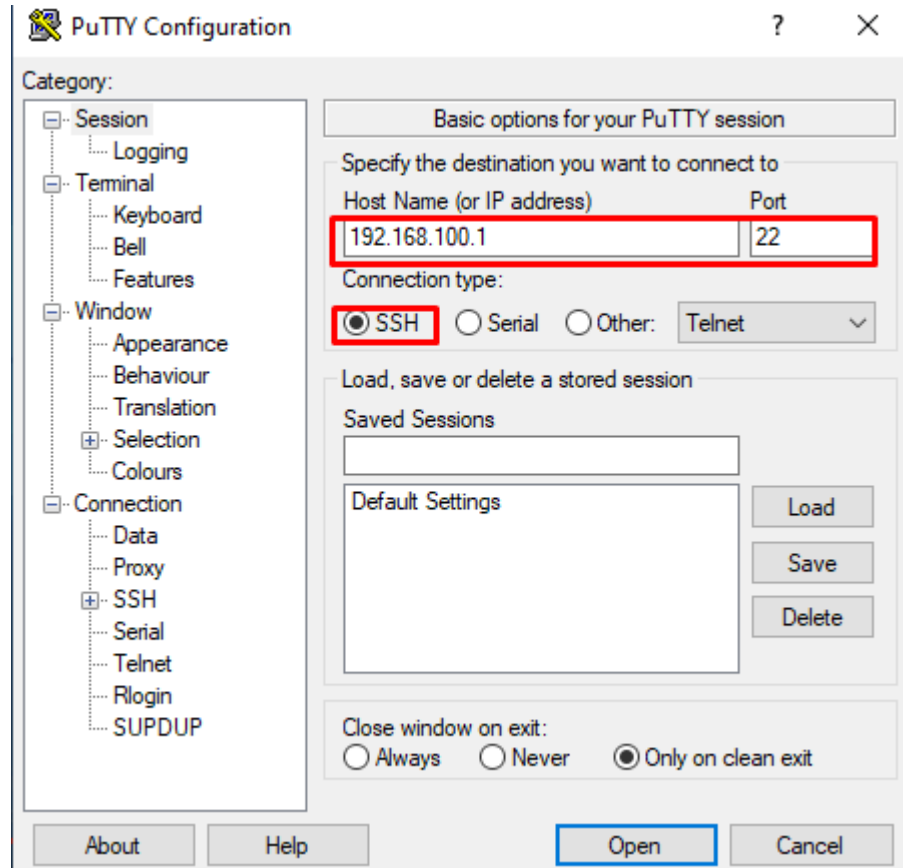 PuTTY Configuration
?
Category:
Session
Logging
Terminal
Keyboard
Bell
Features
Window
Appearance
Behaviour
Translation
Selection
Colours
Connection
Data
Proxy
SSH
Serial
Telnet
Rlogin
SUPDUP
Basic options for your PuTTY session
Specify the destination you want to connect to
Host Name (or IP address) Port
192.168.100.1 22
Connection type:
SSH Serial Other: Telnet
Load, save or delete a stored session
Saved Sessions
Default Settings
Load
Save
Delete
Close window on exit:
Always Never Only on clean exit
About Help Open Cancel